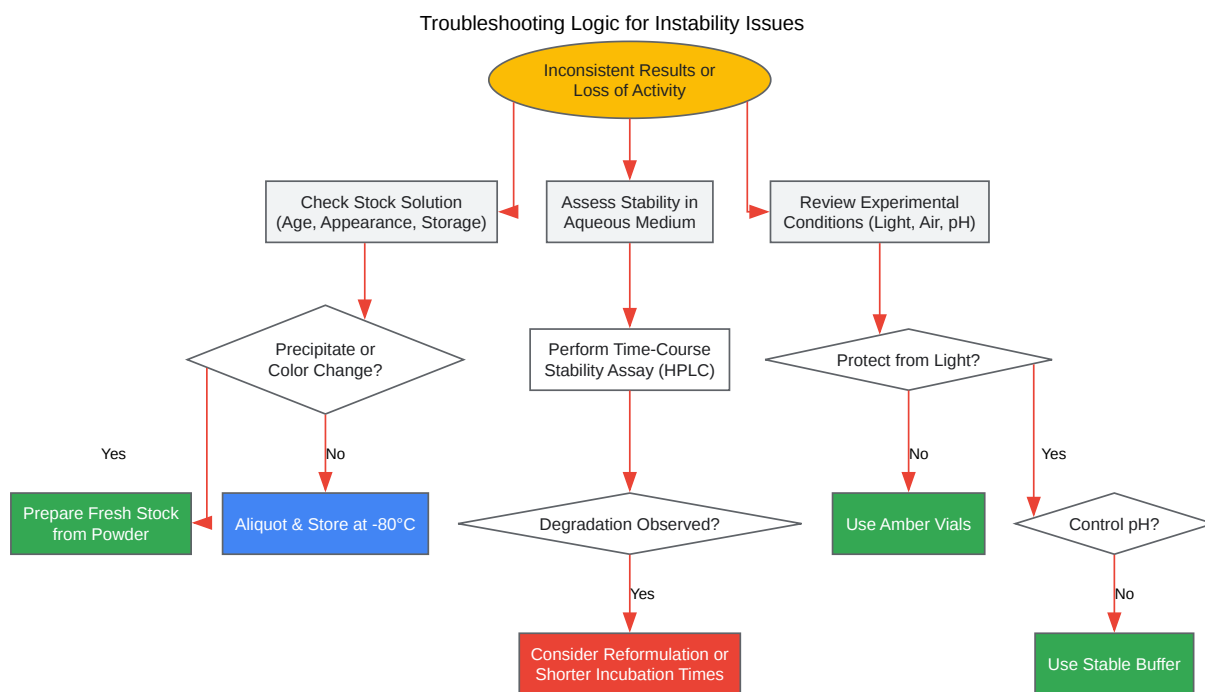 Troubleshooting Logic for Instability Issues
Inconsistent Results or
Loss of Activity
Check Stock Solution
(Age, Appearance, Storage)
Assess Stability in
Aqueous Medium
Review Experimental
Conditions (Light, Air, pH)
Precipitate or
Color Change?
Perform Time-Course
Stability Assay (HPLC)
Protect from Light?
Yes
No
No
Yes
Prepare Fresh Stock
from Powder
Aliquot & Store at -80°C
Degradation Observed?
Use Amber Vials
Control pH?
Yes
No
Consider Reformulation or
Shorter Incubation Times
Use Stable Buffer